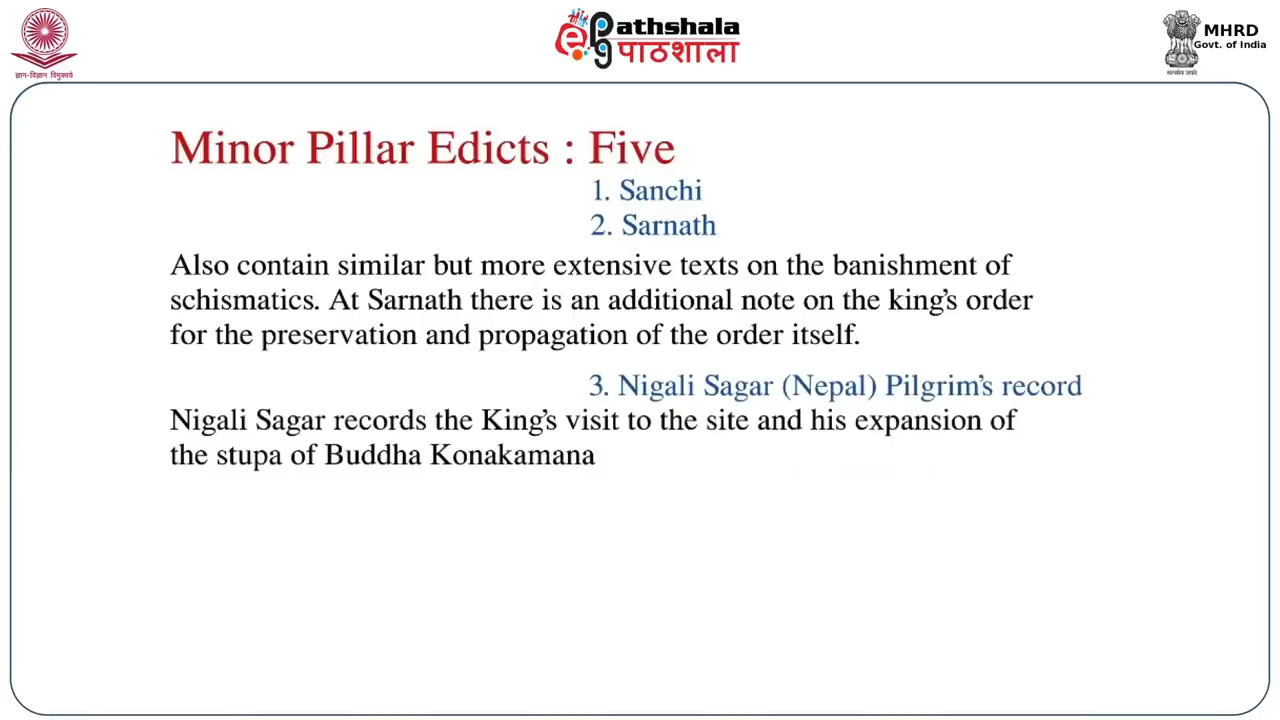 ज्ञान-विज्ञान विमुक्तये
ePathshala
पाठशाला
MHRD
Govt. of India
सत्यमेव जयते
Minor Pillar Edicts : Five
1. Sanchi
2. Sarnath
Also contain similar but more extensive texts on the banishment of
schismatics. At Sarnath there is an additional note on the king's order
for the preservation and propagation of the order itself.
3. Nigali Sagar (Nepal) Pilgrim's record
Nigali Sagar records the King's visit to the site and his expansion of
the stupa of Buddha Konakamana